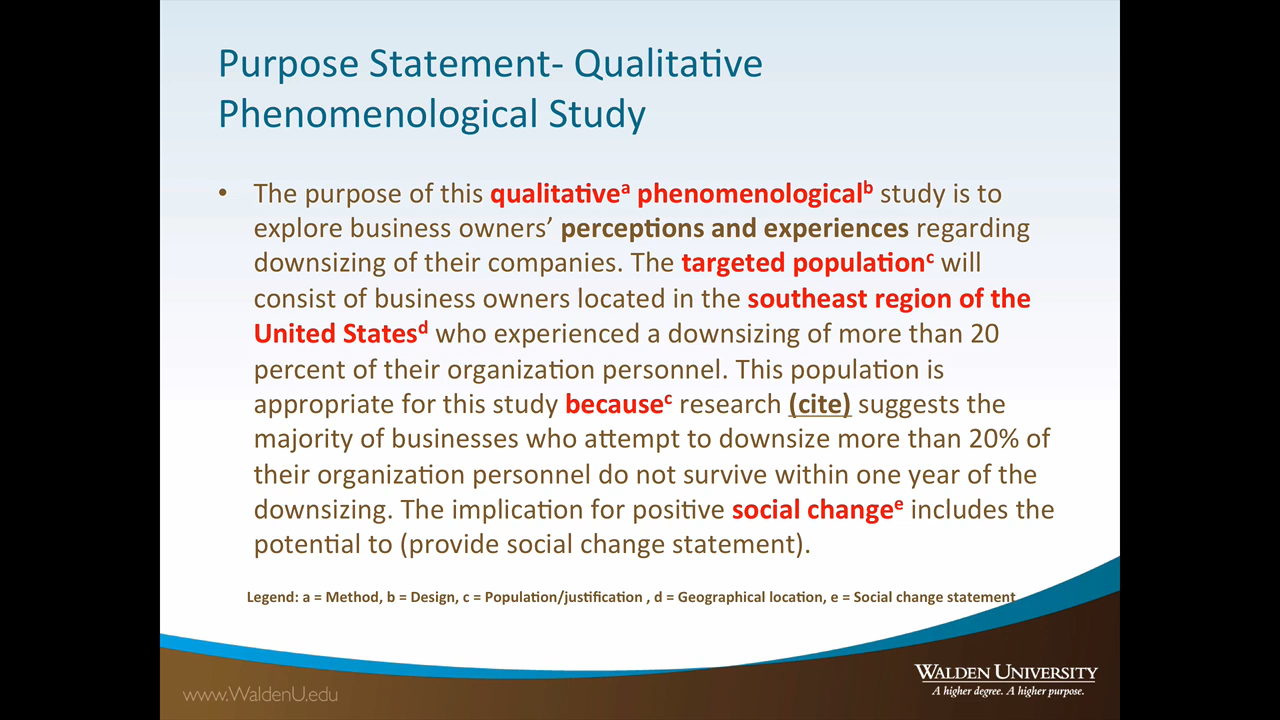 Purpose Statement- Qualitative
Phenomenological Study
• The purpose of this qualitativeᵃ phenomenologicalᵇ study is to
explore business owners’ perceptions and experiences regarding
downsizing of their companies. The targeted populationᶜ will
consist of business owners located in the southeast region of the
United Statesᵈ who experienced a downsizing of more than 20
percent of their organization personnel. This population is
appropriate for this study becauseᶜ research (cite) suggests the
majority of businesses who attempt to downsize more than 20% of
their organization personnel do not survive within one year of the
downsizing. The implication for positive social changeᵉ includes the
potential to (provide social change statement).
Legend: a = Method, b = Design, c = Population/justification , d = Geographical location, e = Social change statement
WALDEN UNIVERSITY
A higher degree. A higher purpose.
www.WaldenU.edu